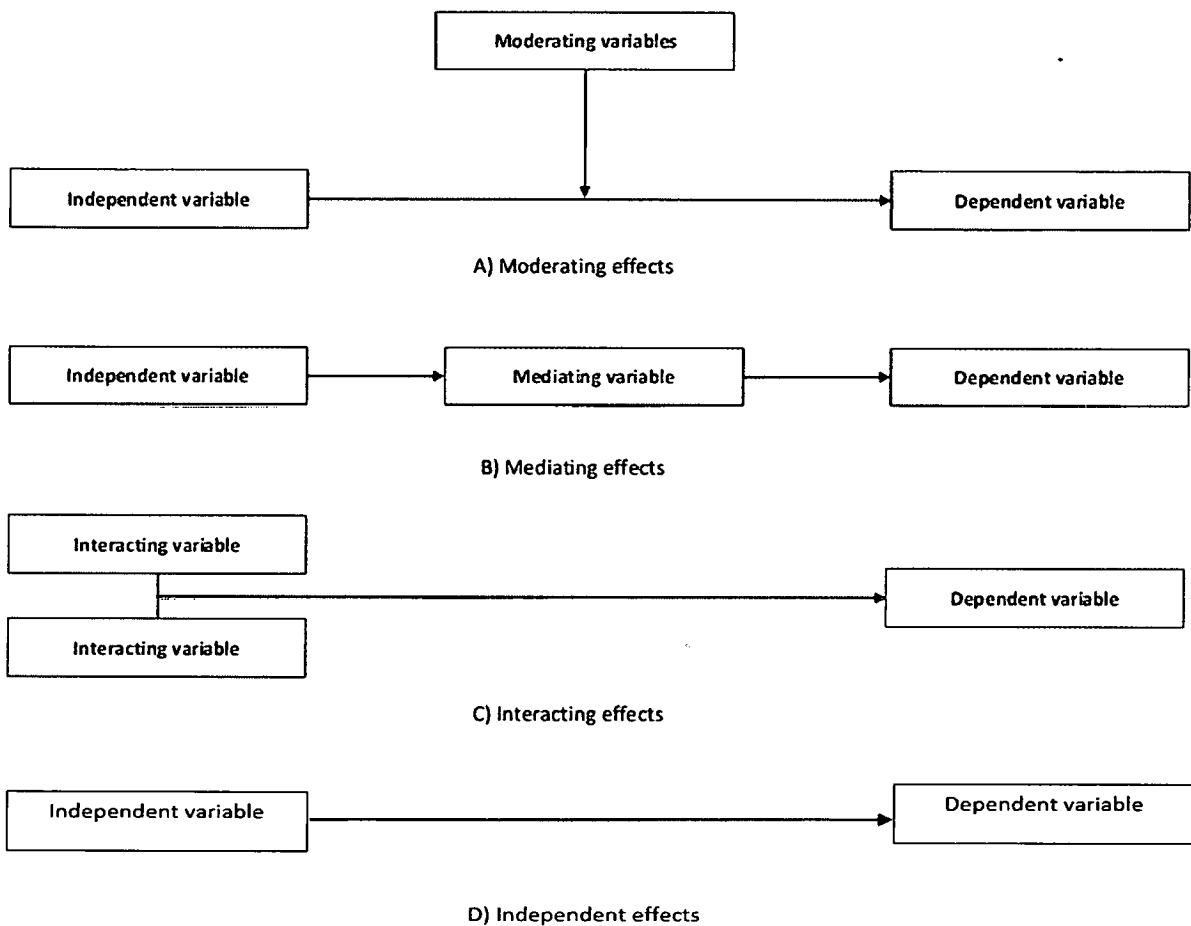 Moderating variables
Independent variable
Dependent variable
A) Moderating effects
Independent variable
Mediating variable
Dependent variable
B) Mediating effects
Interacting variable
Dependent variable
Interacting variable
C) Interacting effects
Independent variable
Dependent variable
D) Independent effects